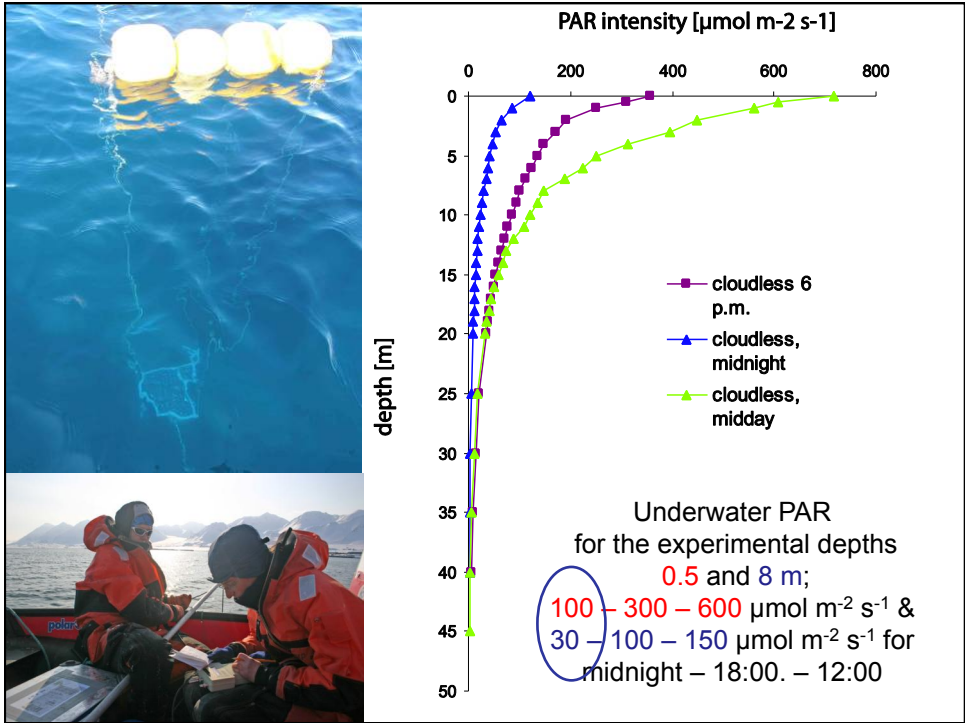 PAR intensity [µmol m-2 s-1]
0 200 400 600 800
0
5
10
15
20
25
30
35
40
45
50
depth [m]
cloudless 6
p.m.
cloudless,
midnight
cloudless,
midday
Underwater PAR
for the experimental depths
0.5 and 8 m;
100 – 300 – 600 µmol m-2 s-1 &
30 – 100 – 150 µmol m-2 s-1 for
midnight – 18:00. – 12:00
polar